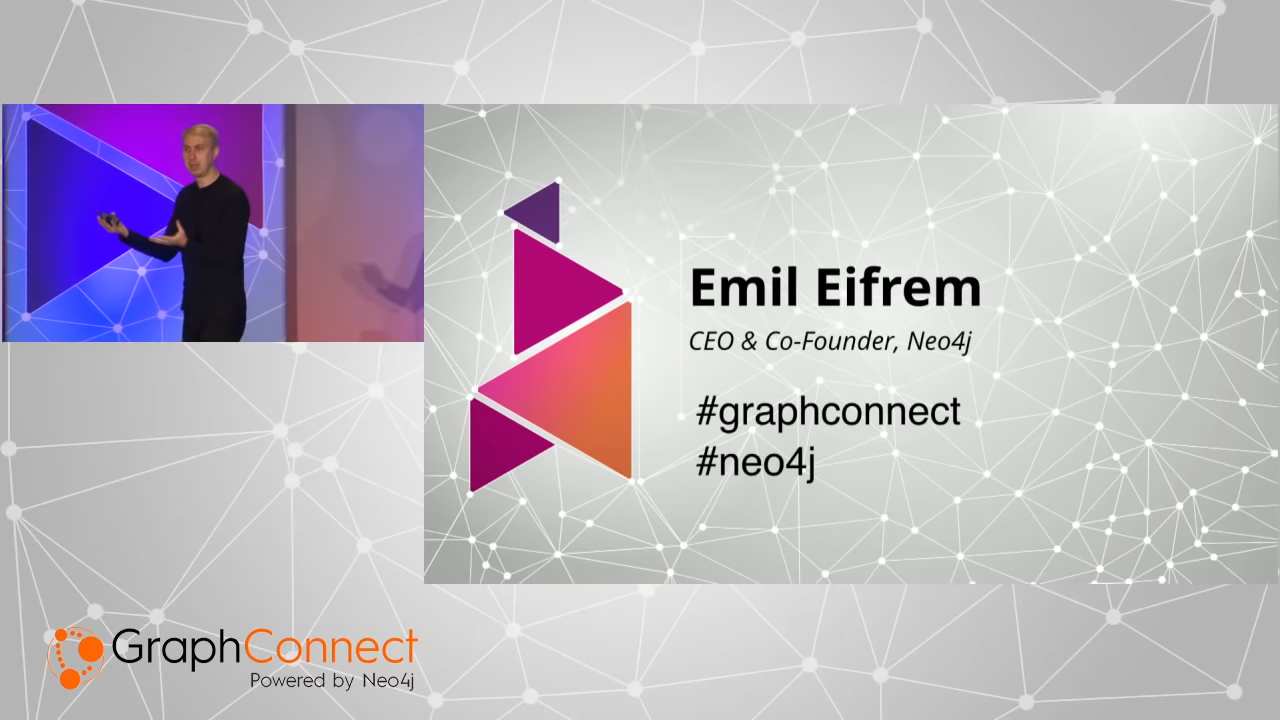 Emil Eifrem
CEO & Co-Founder, Neo4j
#graphconnect
#neo4j
GraphConnect
Powered by Neo4j